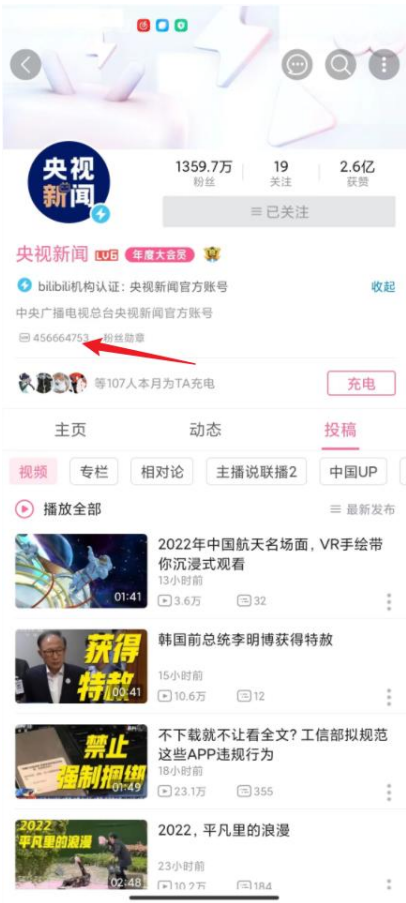 央视
新闻
1359.7万
19
2.6亿
粉丝
关注
获赞
已关注
央视新闻 LV6 年度大会员
bilibili机构认证: 央视新闻官方账号
收起
中央广播电视总台央视新闻官方账号
UID 456664753 粉丝勋章
等107人本月为TA充电
充电
主页
动态
投稿
视频
专栏
相对论
主播说联播2
中国UP
播放全部
最新发布
01:41
2022年中国航天名场面，VR手绘带
你沉浸式观看
13小时前
3.6万
32
获得
特赦
00:41
韩国前总统李明博获得特赦
15小时前
10.6万
12
禁止
强制捆绑
01:49
不下载就不让看全文? 工信部拟规范
这些APP违规行为
18小时前
23.1万
355
2022
平凡里的浪漫
02:48
2022, 平凡里的浪漫
23小时前
10.2万
184